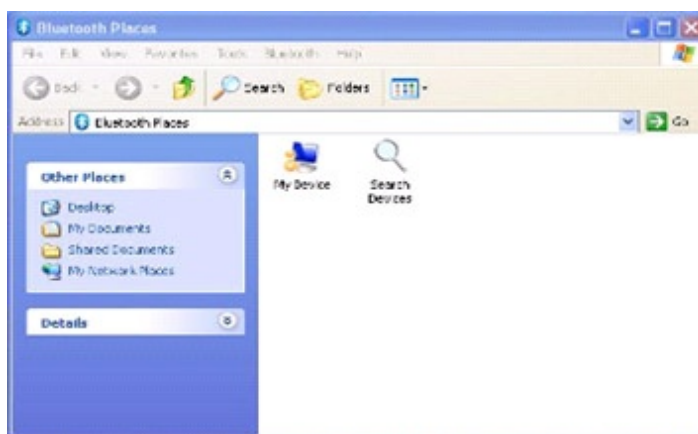 Bluetooth Places
File Edit View Favorites Tools Bluetooth Help
Back Search Folders
Address Bluetooth Places Go
Other Places
Desktop
My Documents
Shared Documents
My Network Places
Details
My Device
Search
Devices